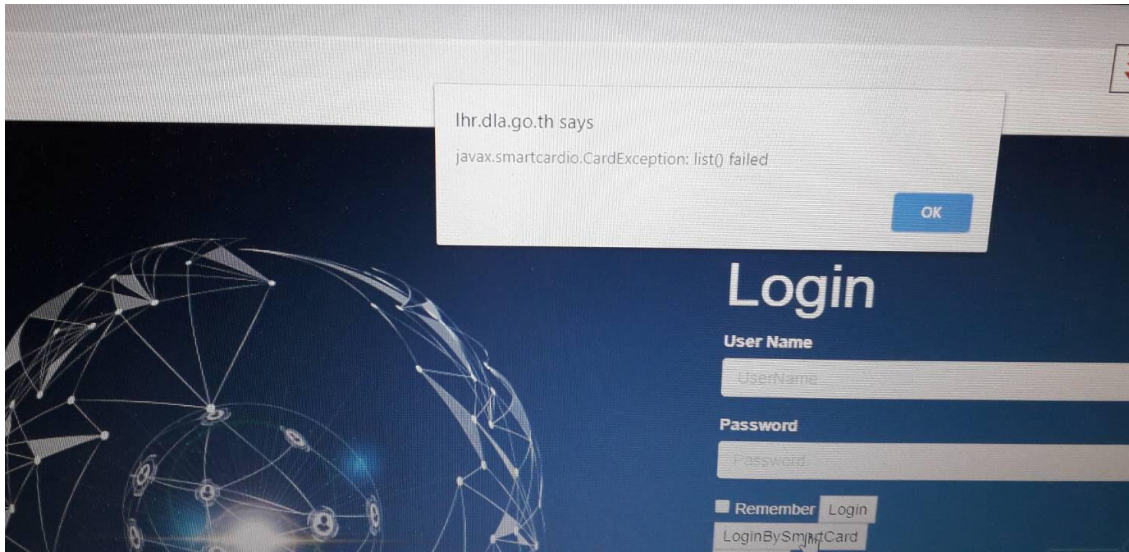 lhr.dla.go.th says
javax.smartcardio.CardException: list() failed
OK
Login
User Name
UserName
Password
Password
Remember Login
LoginBySmartCard